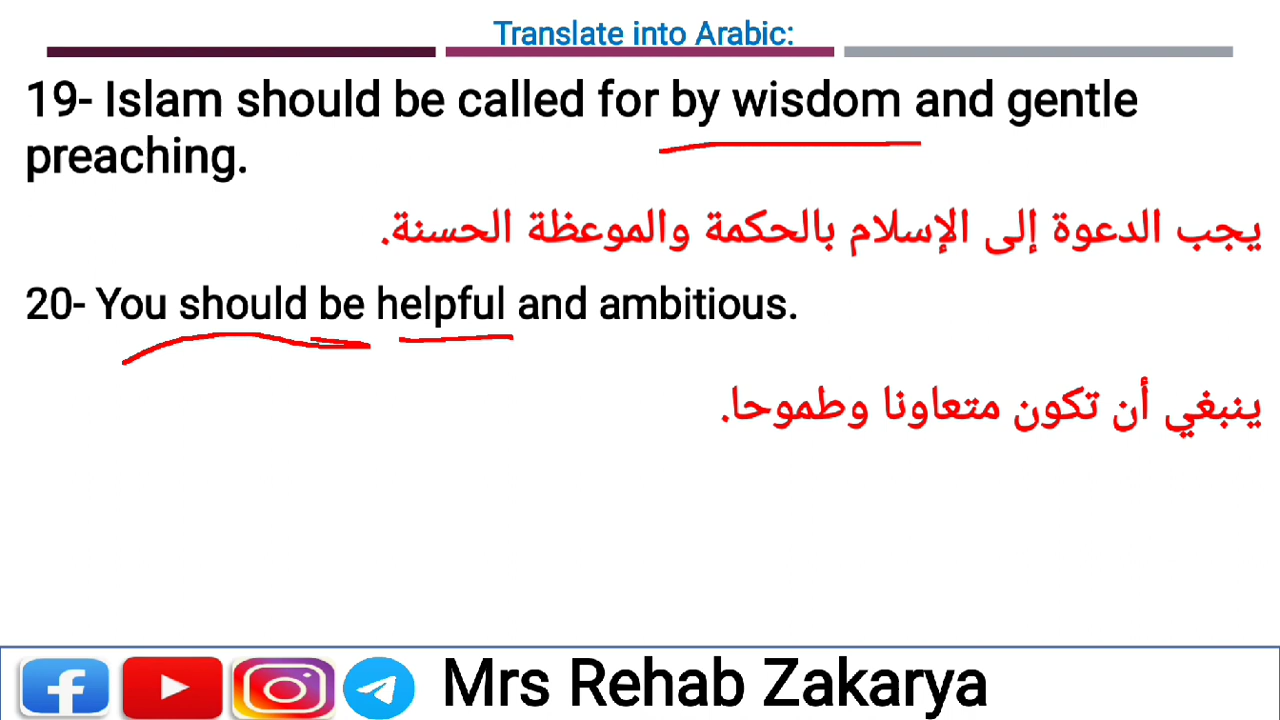 Translate into Arabic:
19- Islam should be called for by wisdom and gentle
preaching.
يجب الدعوة إلى الإسلام بالحكمة والموعظة الحسنة.
20- You should be helpful and ambitious.
ينبغي أن تكون متعاونا وطموحا.
Mrs Rehab Zakarya